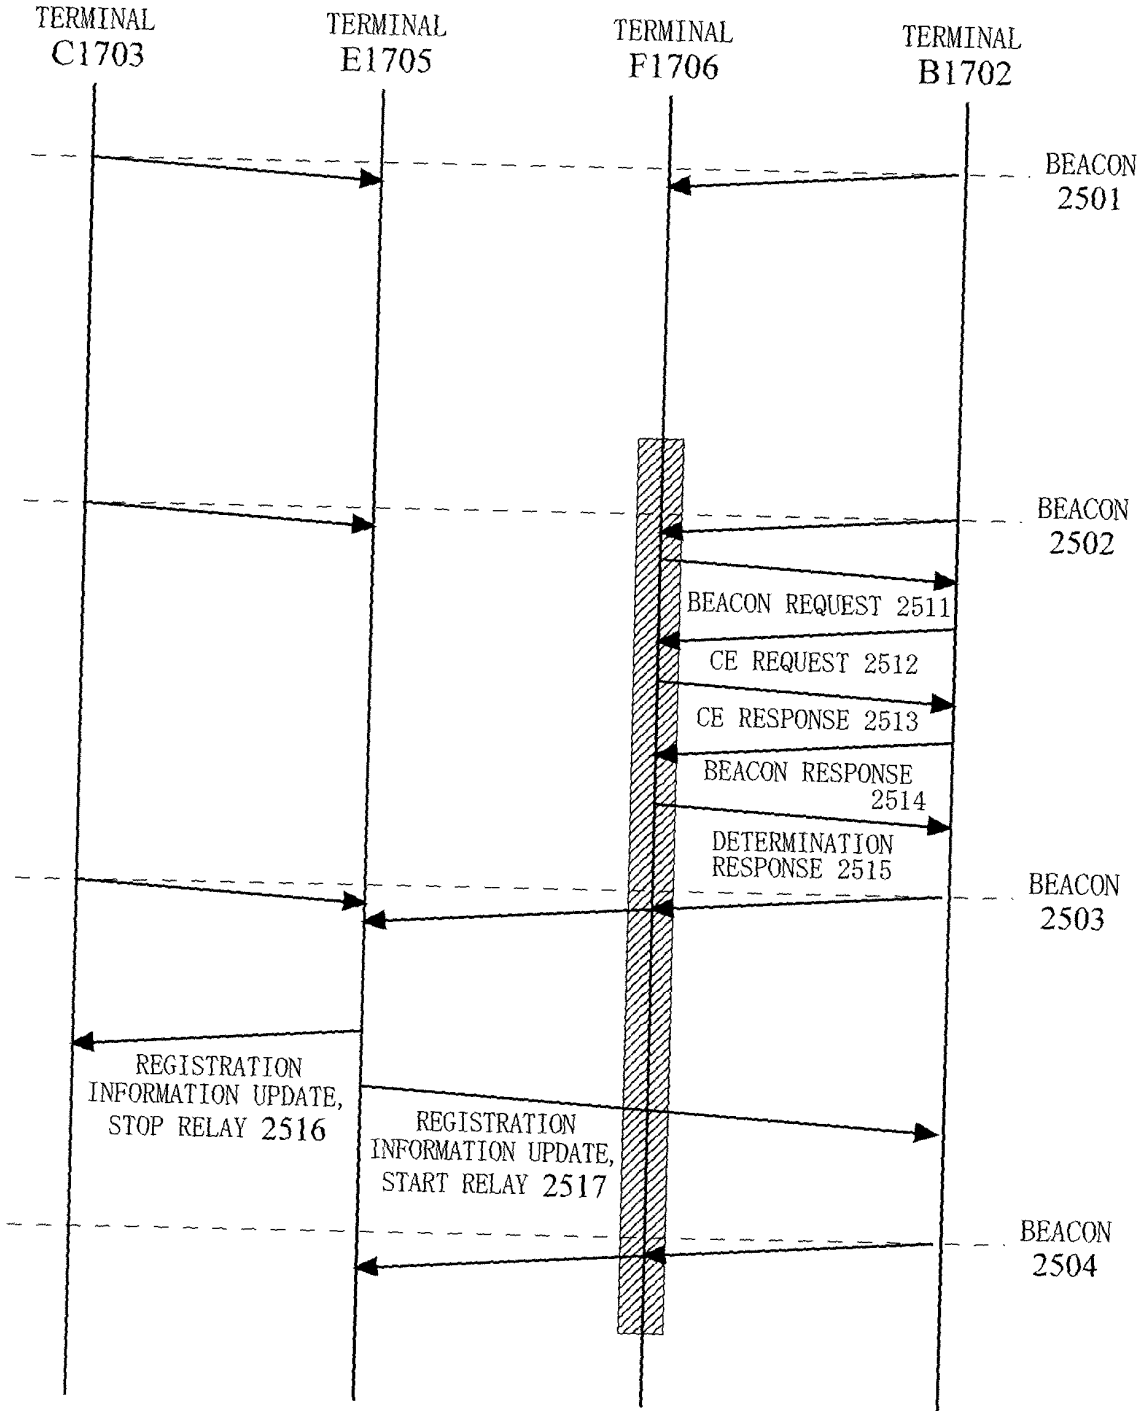 TERMINAL
C1703
TERMINAL
E1705
TERMINAL
F1706
TERMINAL
B1702
BEACON
2501
BEACON
2502
BEACON REQUEST 2511
CE REQUEST 2512
CE RESPONSE 2513
BEACON RESPONSE
2514
DETERMINATION
RESPONSE 2515
BEACON
2503
REGISTRATION
INFORMATION UPDATE,
STOP RELAY 2516
REGISTRATION
INFORMATION UPDATE,
START RELAY 2517
BEACON
2504